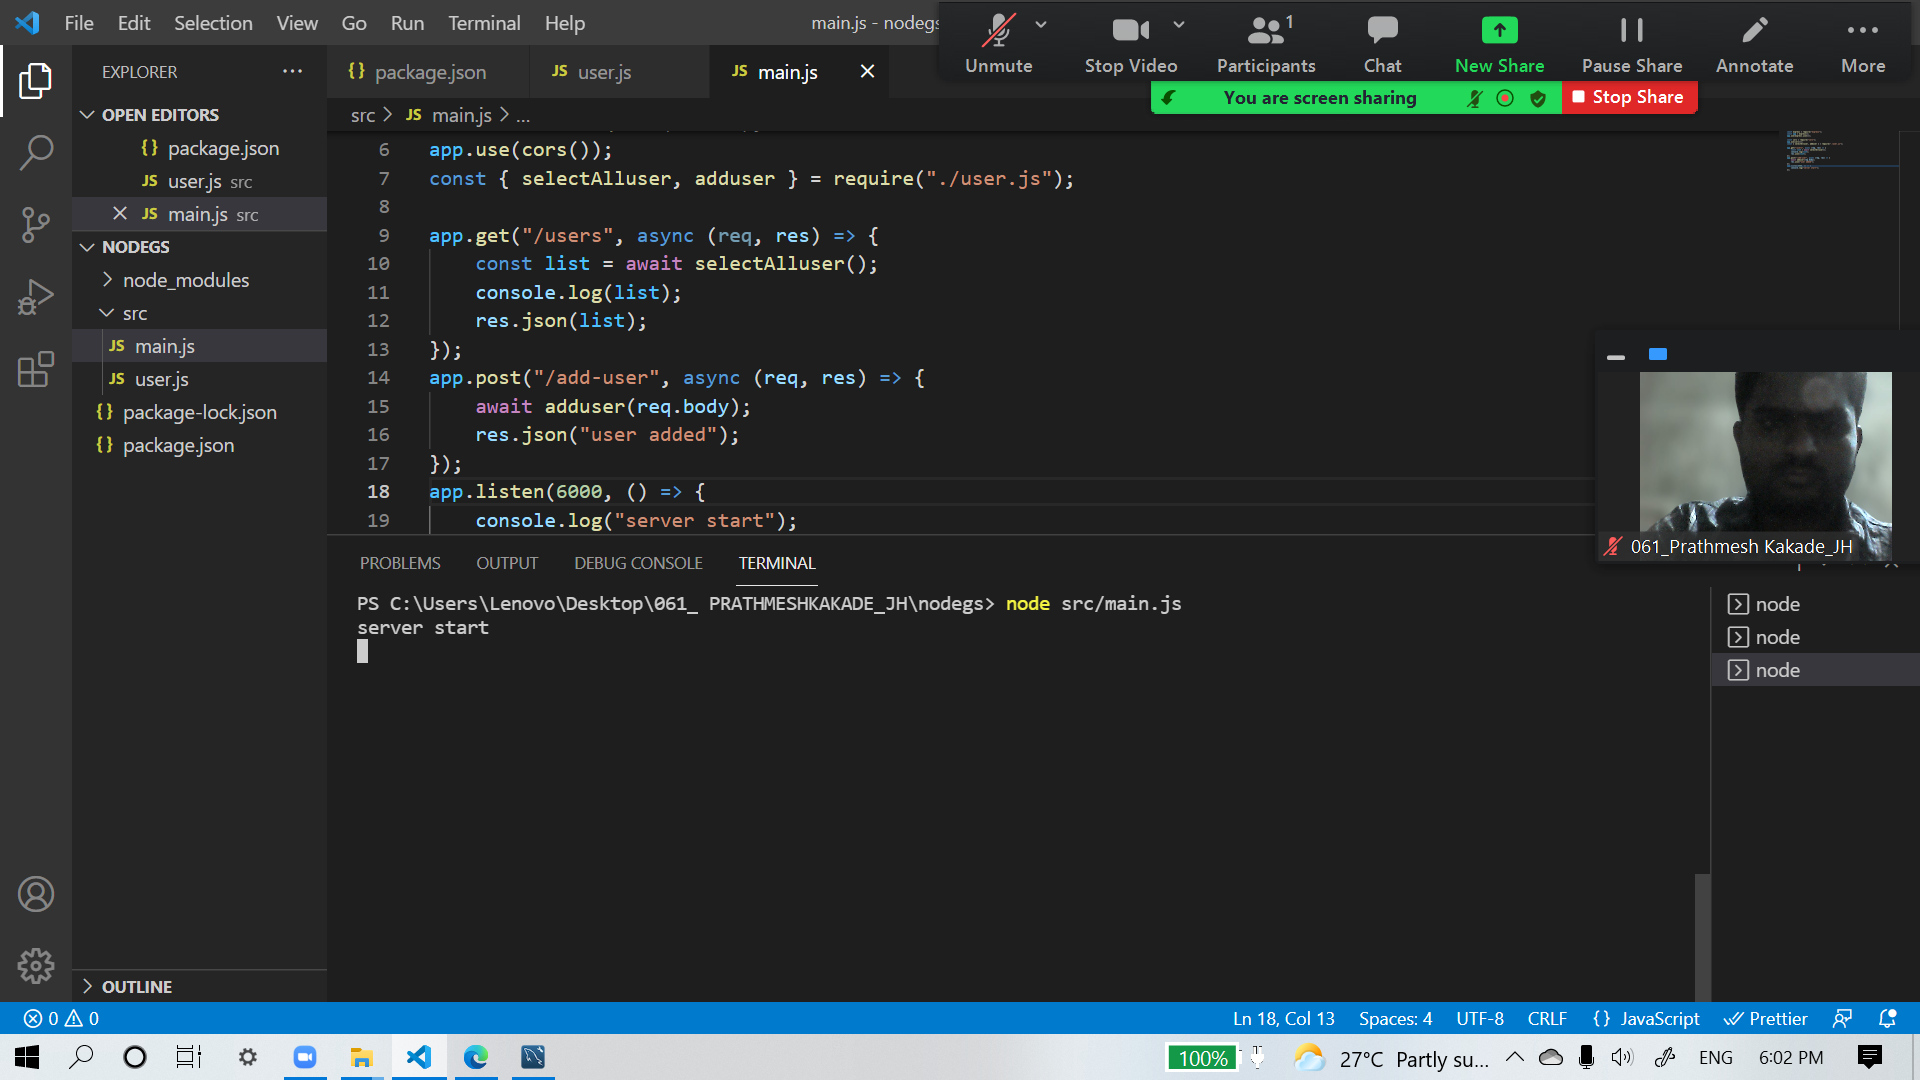 File Edit Selection View Go Run Terminal Help
main.js - nodegs
Unmute Stop Video Participants 1 Chat New Share Pause Share Annotate More
You are screen sharing Stop Share
EXPLORER ...
{} package.json JS user.js JS main.js
OPEN EDITORS
{} package.json
JS user.js src
JS main.js src
NODEGS
node_modules
src
JS main.js
JS user.js
{} package-lock.json
{} package.json
OUTLINE
src > JS main.js > ...
6 app.use(cors());
7 const { selectAlluser, adduser } = require("./user.js");
8
9 app.get("/users", async (req, res) => {
10 const list = await selectAlluser();
11 console.log(list);
12 res.json(list);
13 });
14 app.post("/add-user", async (req, res) => {
15 await adduser(req.body);
16 res.json("user added");
17 });
18 app.listen(6000, () => {
19 console.log("server start");
061_Prathmesh Kakade_JH
PROBLEMS OUTPUT DEBUG CONSOLE TERMINAL
PS C:\Users\Lenovo\Desktop\061_ PRATHMESHKAKADE_JH\nodegs> node src/main.js
server start
node
node
node
0 0 Ln 18, Col 13 Spaces: 4 UTF-8 CRLF {} JavaScript Prettier
100% 27°C Partly su... ENG 6:02 PM